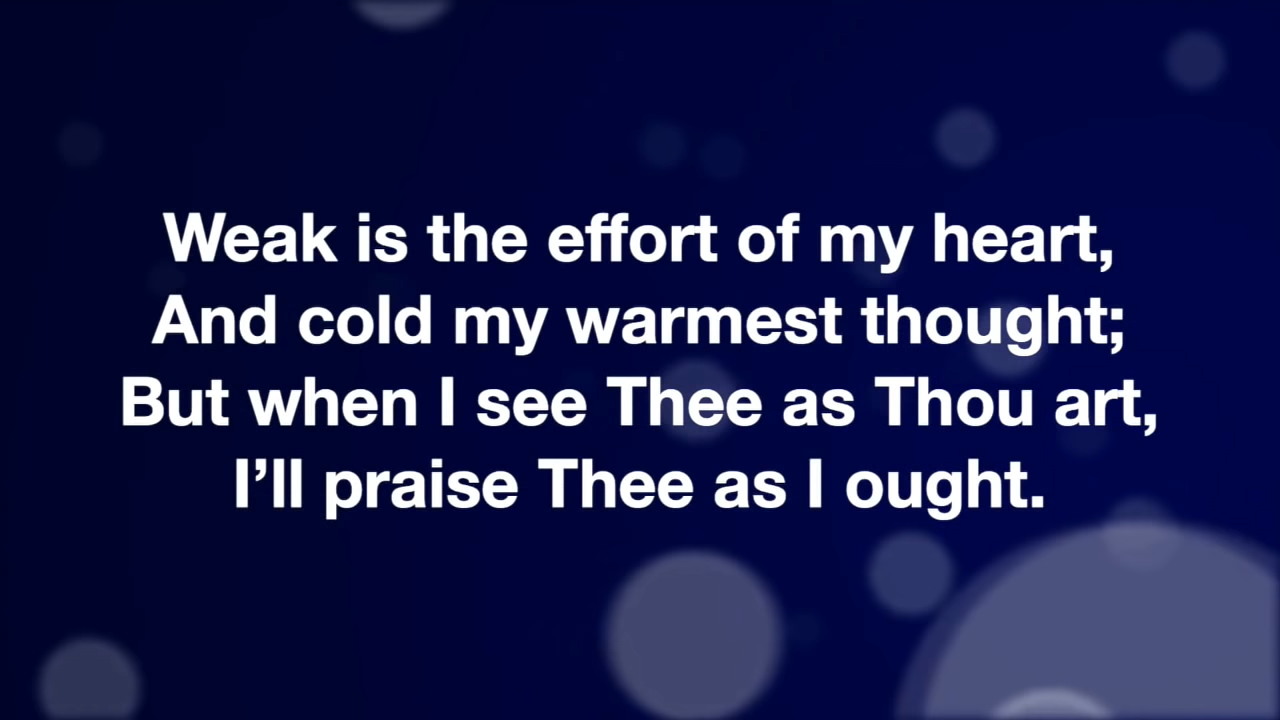 Weak is the effort of my heart,
And cold my warmest thought;
But when I see Thee as Thou art,
I’ll praise Thee as I ought.